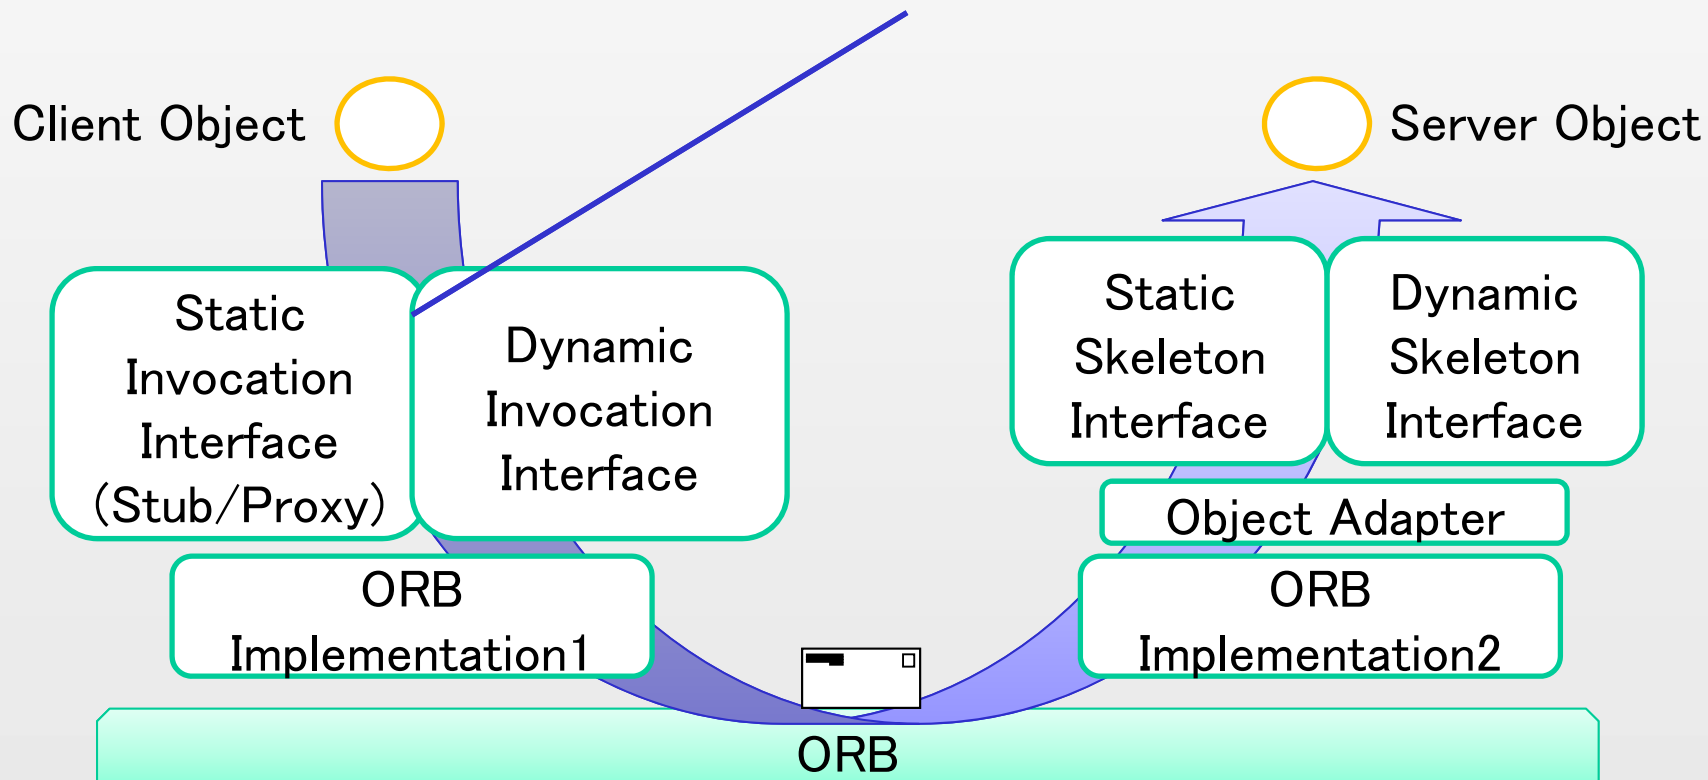 Client Object
Server Object
Static
Invocation
Interface
(Stub/Proxy)
Dynamic
Invocation
Interface
Static
Skeleton
Interface
Dynamic
Skeleton
Interface
Object Adapter
ORB
Implementation1
ORB
Implementation2
ORB